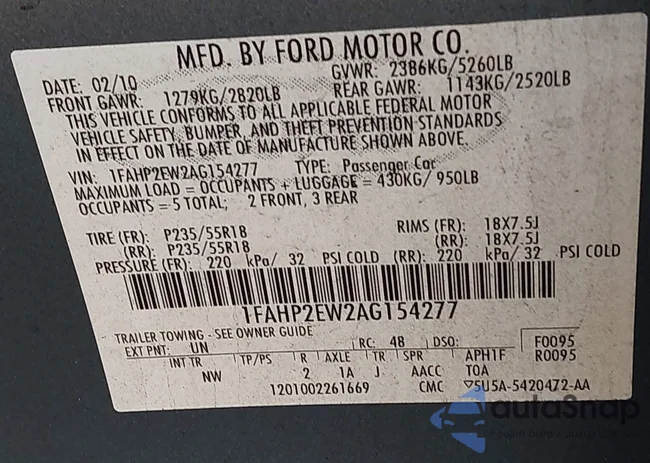 MFD. BY FORD MOTOR CO.
DATE: 02/10 GVWR: 2386KG/5260LB
FRONT GAWR: 1279KG/2820LB REAR GAWR: 1143KG/2520LB
THIS VEHICLE CONFORMS TO ALL APPLICABLE FEDERAL MOTOR
VEHICLE SAFETY, BUMPER, AND THEFT PREVENTION STANDARDS
IN EFFECT ON THE DATE OF MANUFACTURE SHOWN ABOVE.
VIN: 1FAHP2EW2AG154277 TYPE: Passenger Car
MAXIMUM LOAD = OCCUPANTS + LUGGAGE = 430KG/ 950LB
OCCUPANTS = 5 TOTAL; 2 FRONT, 3 REAR
TIRE (FR): P235/55R18 RIMS (FR): 18X7.5J
(RR): P235/55R18 (RR): 18X7.5J
PRESSURE (FR): 220 kPa/ 32 PSI COLD (RR): 220 kPa/ 32 PSI COLD
1FAHP2EW2AG154277
TRAILER TOWING - SEE OWNER GUIDE
EXT PNT: UN RC: 48 DSO: F0095
INT TR TP/PS R AXLE TR SPR APH1F R0095
NW 2 1A J AACC TOA
1201002261669 CMC ▽5U5A-5420472-AA
autoSnap